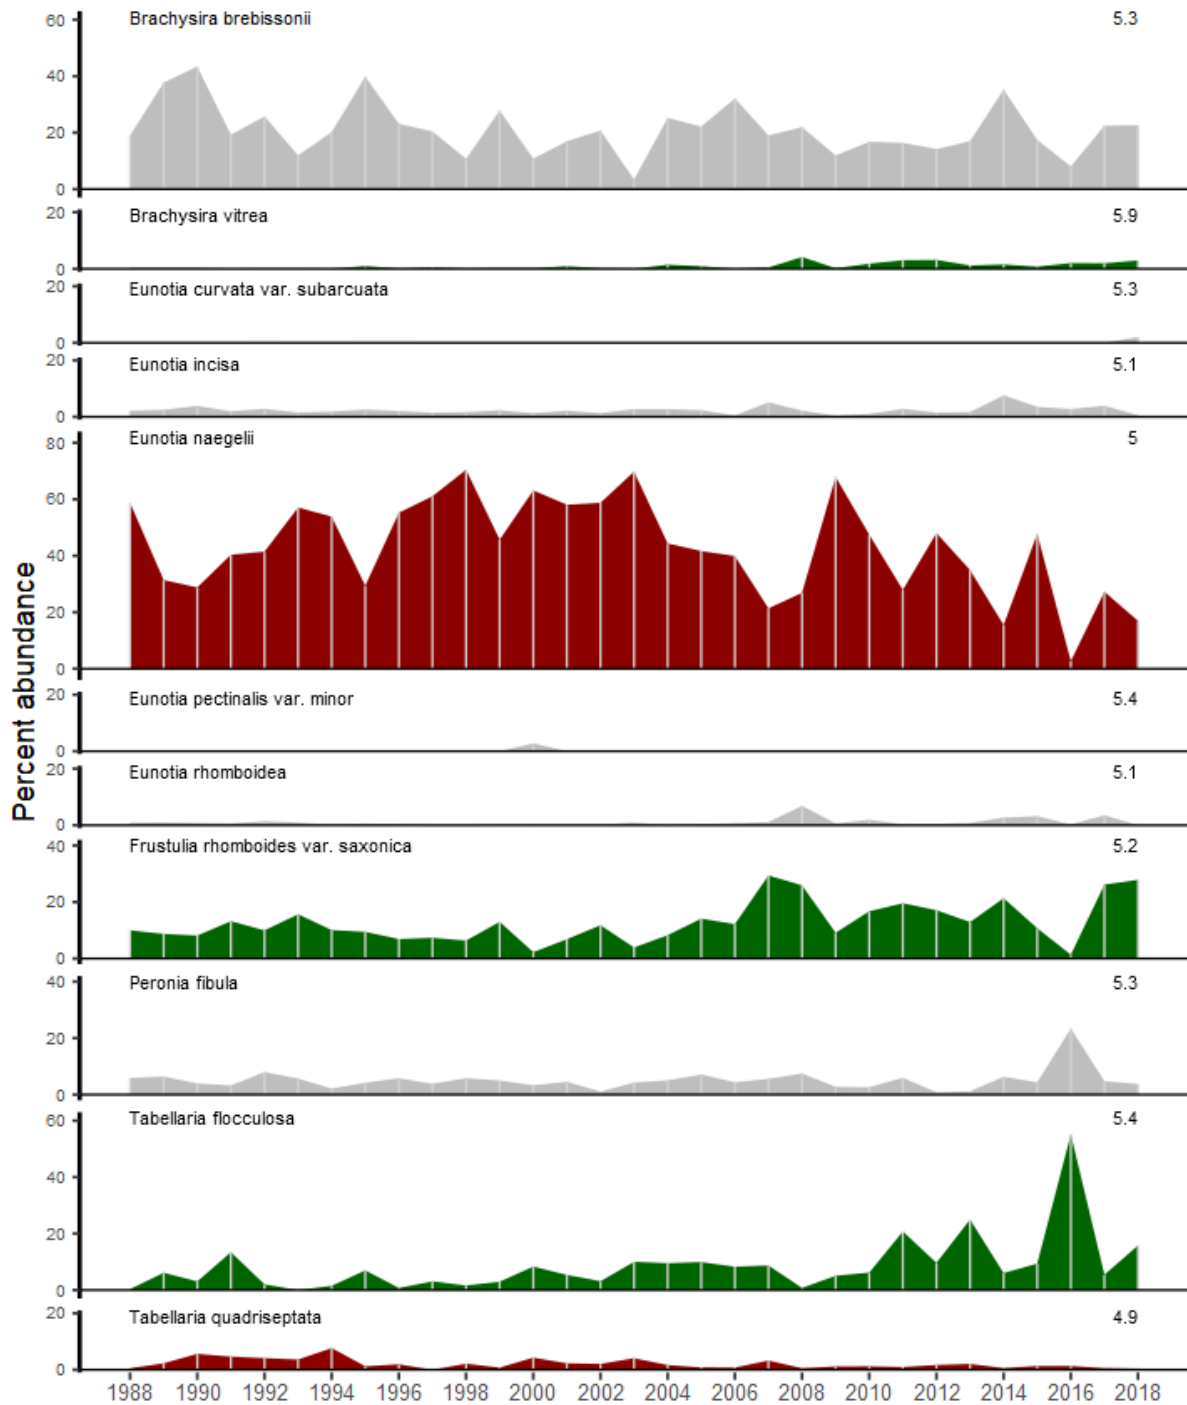 Percent abundance
Brachysira brebissonii 5.3
60
40
20
0
Brachysira vitrea 5.9
20
0
Eunotia curvata var. subarcuata 5.3
20
0
Eunotia incisa 5.1
20
0
Eunotia naegelii 5
80
60
40
20
0
Eunotia pectinalis var. minor 5.4
20
0
Eunotia rhomboidea 5.1
20
0
Frustulia rhomboides var. saxonica 5.2
40
20
0
Peronia fibula 5.3
40
20
0
Tabellaria flocculosa 5.4
60
40
20
0
Tabellaria quadriseptata 4.9
20
0
1988 1990 1992 1994 1996 1998 2000 2002 2004 2006 2008 2010 2012 2014 2016 2018